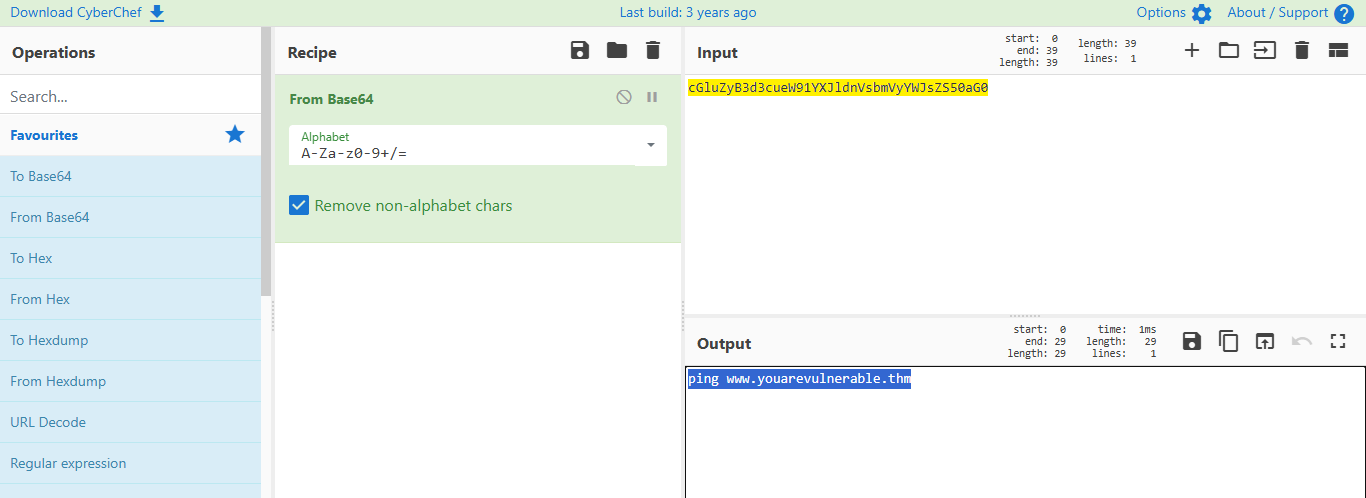 Download CyberChef
Last build: 3 years ago
Options
About / Support
Operations
Search...
Favourites
To Base64
From Base64
To Hex
From Hex
To Hexdump
From Hexdump
URL Decode
Regular expression
Recipe
From Base64
Alphabet
A-Za-z0-9+/=
Remove non-alphabet chars
Input
start: 0
end: 39
length: 39
length: 39
lines: 1
cGluZyB3d3cueW91YXJldnVsbmVyYWJsZS50aG0
Output
start: 0
end: 29
length: 29
time: 1ms
length: 29
lines: 1
ping www.youarevulnerable.thm